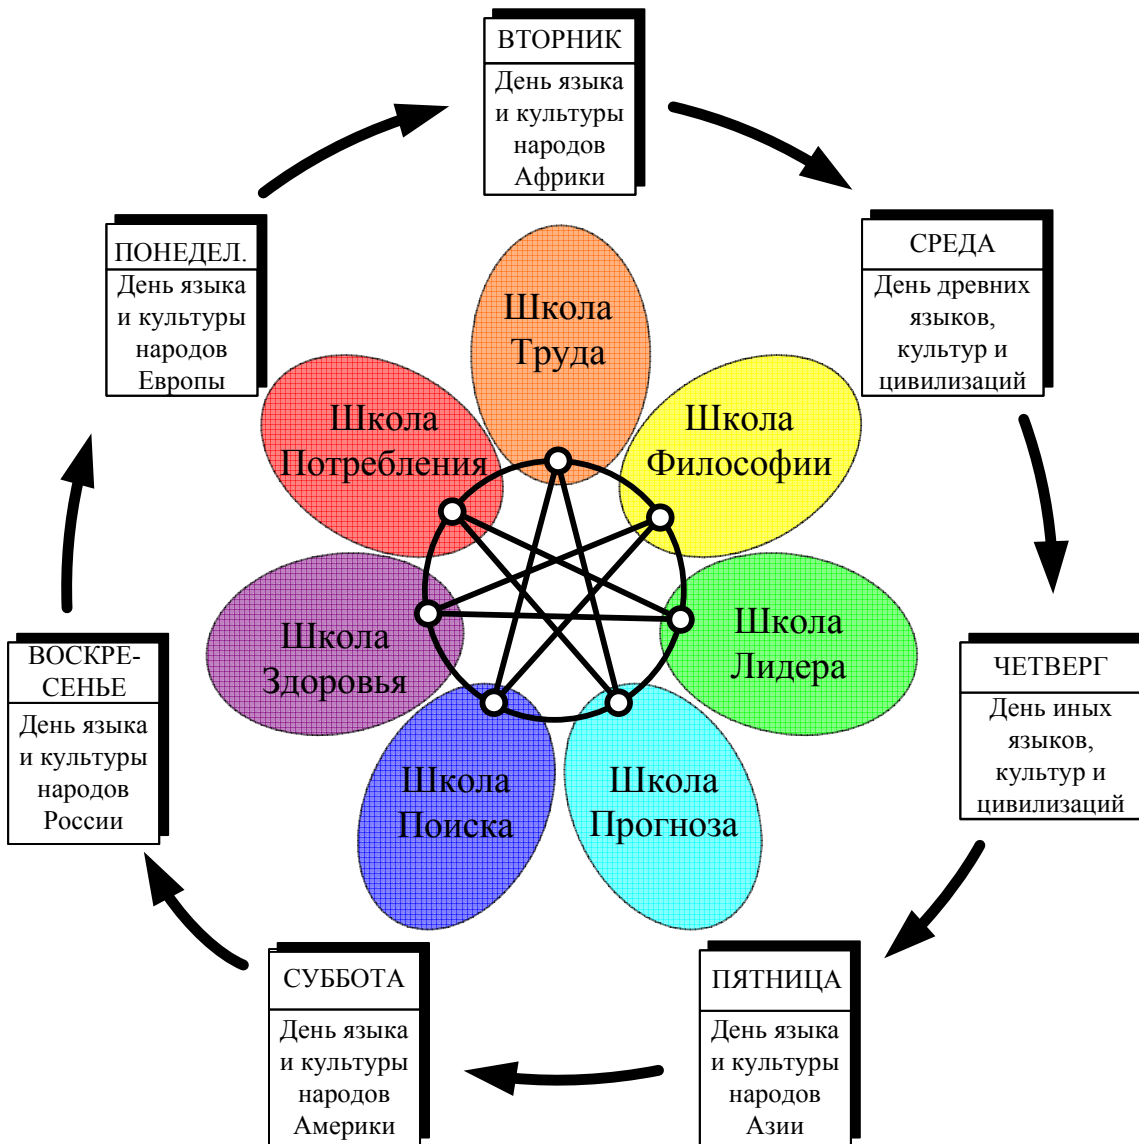 ВТОРНИК
День языка
и культуры
народов
Африки
ПОНЕДЕЛ.
День языка
и культуры
народов
Европы
СРЕДА
День древних
языков,
культур и
цивилизаций
Школа
Труда
Школа
Потребления
Школа
Философии
Школа
Здоровья
Школа
Лидера
ВОСКРЕ-
СЕНЬЕ
День языка
и культуры
народов
России
ЧЕТВЕРГ
День иных
языков,
культур и
цивилизаций
Школа
Поиска
Школа
Прогноза
СУББОТА
День языка
и культуры
народов
Америки
ПЯТНИЦА
День языка
и культуры
народов
Азии